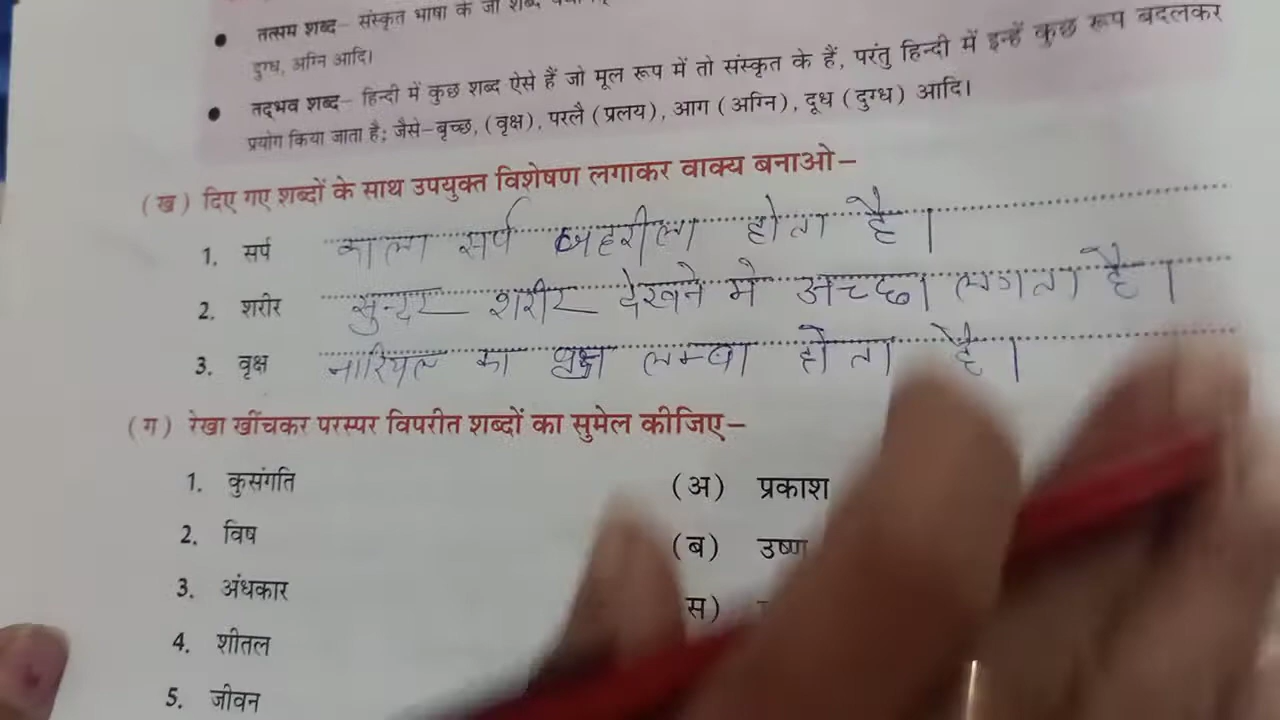 ● तत्सम शब्द– संस्कृत भाषा के जो शब्द
दुग्ध, अग्नि आदि।
● तद्भव शब्द– हिन्दी में कुछ शब्द ऐसे हैं जो मूल रूप में तो संस्कृत के हैं, परंतु हिन्दी में इन्हें कुछ रूप बदलकर
प्रयोग किया जाता है; जैसे–बृच्छ, (वृक्ष), परलै (प्रलय), आग (अग्नि), दूध (दुग्ध) आदि।
(ख) दिए गए शब्दों के साथ उपयुक्त विशेषण लगाकर वाक्य बनाओ–
1. सर्प काला सर्प जहरीला होता है।
2. शरीर सुन्दर शरीर देखने मे अच्छा लगता है।
3. वृक्ष नारियल का वृक्ष लम्बा होता है।
(ग) रेखा खींचकर परस्पर विपरीत शब्दों का सुमेल कीजिए–
1. कुसंगति (अ) प्रकाश
2. विष (ब) उष्ण
3. अंधकार स)
4. शीतल
5. जीवन